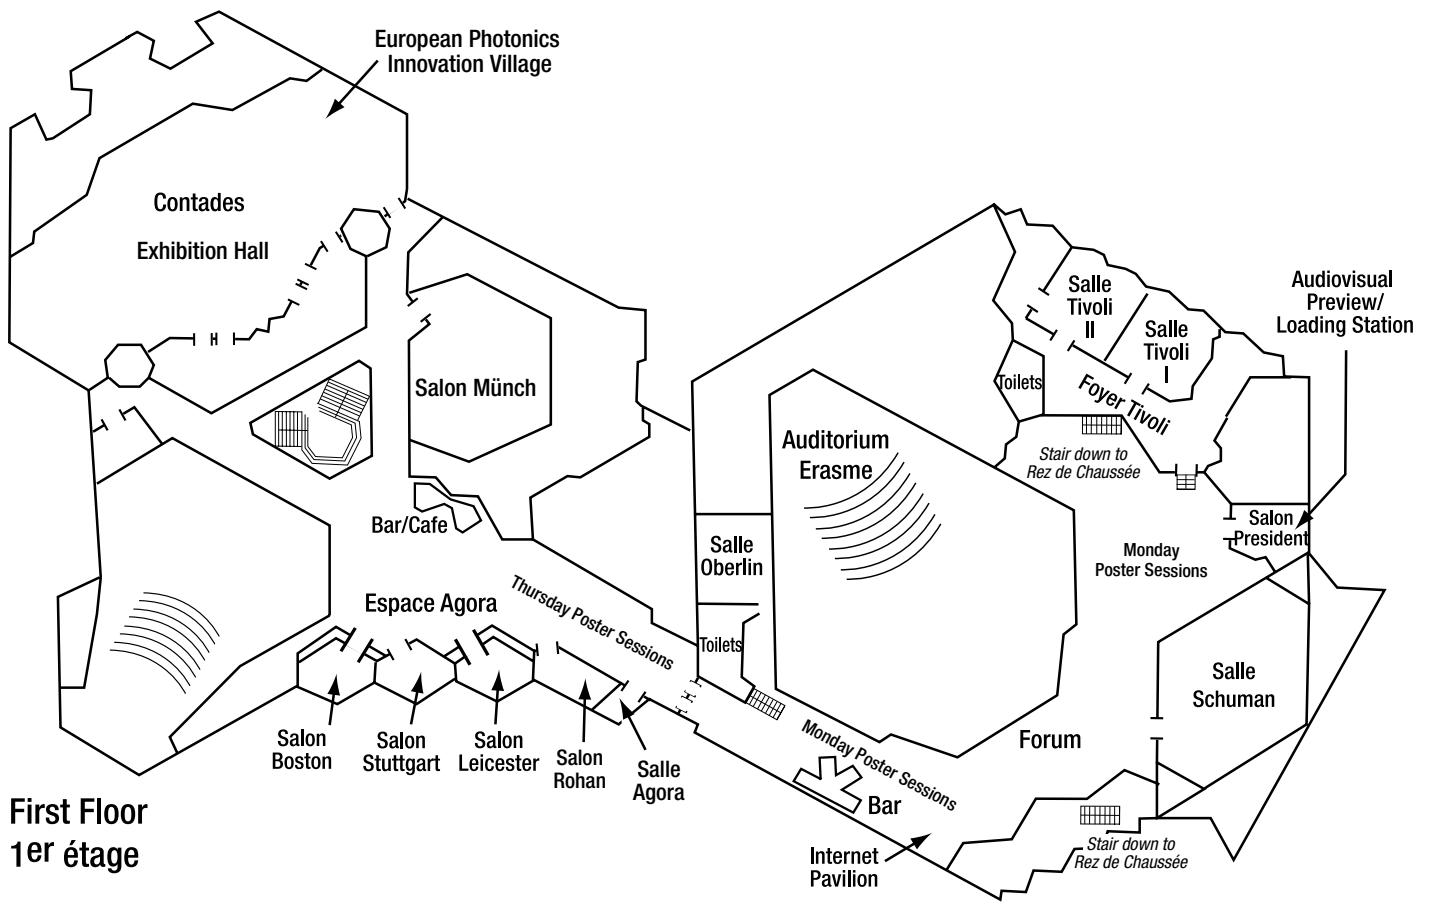 European Photonics
Innovation Village
Contades
Exhibition Hall
Salon Münch
Bar/Cafe
Espace Agora
Thursday Poster Sessions
Salon
Boston
Salon
Stuttgart
Salon
Leicester
Salon
Rohan
Salle
Agora
Auditorium
Erasme
Salle
Oberlin
Toilets
Salle
Tivoli
II
Salle
Tivoli
I
Toilets
Foyer Tivoli
Stair down to
Rez de Chaussée
Audiovisual
Preview/
Loading Station
Salon
President
Monday
Poster Sessions
Salle
Schuman
Forum
Monday Poster Sessions
Bar
Internet
Pavilion
Stair down to
Rez de Chaussée
First Floor
1er étage